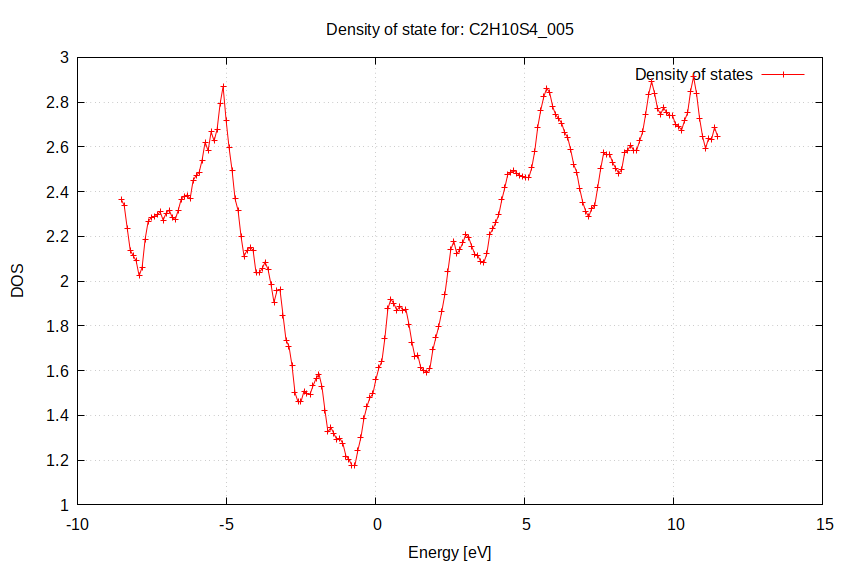 Density of state for: C2H10S4_005
Density of states
3
2.8
2.6
2.4
2.2
2
1.8
1.6
1.4
1.2
1
DOS
-10 -5 0 5 10 15
Energy [eV]